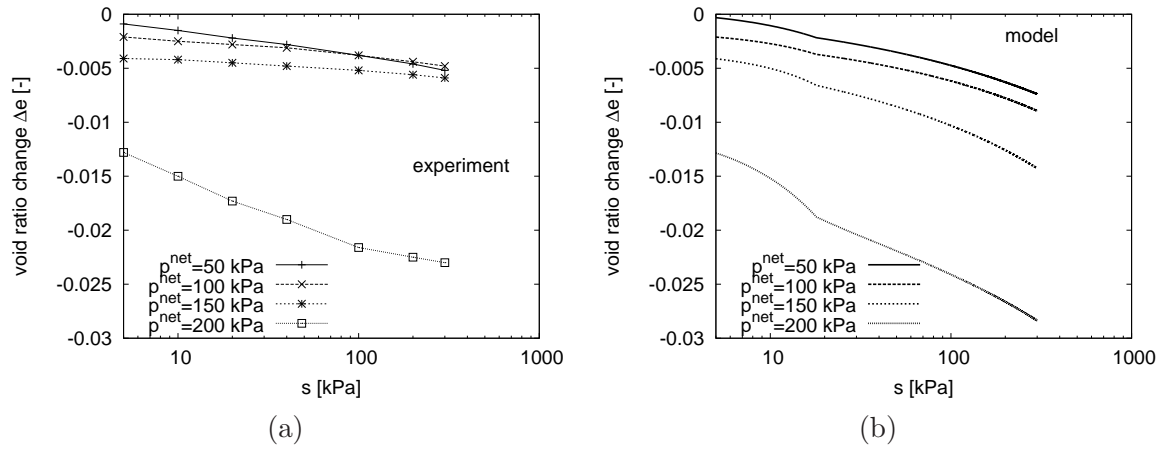 0
-0.005
-0.01
-0.015
-0.02
-0.025
-0.03
10
100
1000
void ratio change Δe [-]
s [kPa]
experiment
p^net=50 kPa
p^net=100 kPa
p^net=150 kPa
p^net=200 kPa
(a)
0
-0.005
-0.01
-0.015
-0.02
-0.025
-0.03
10
100
1000
void ratio change Δe [-]
s [kPa]
model
p^net=50 kPa
p^net=100 kPa
p^net=150 kPa
p^net=200 kPa
(b)